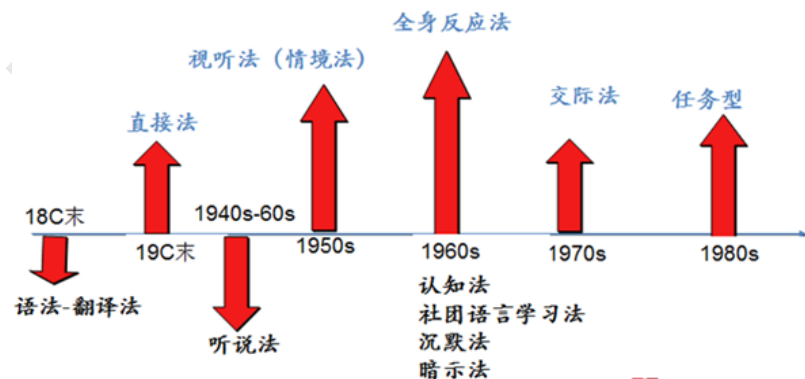 全身反应法
视听法（情境法）
交际法
任务型
直接法
18C末
1940s-60s
19C末
1950s
1960s
1970s
1980s
语法-翻译法
听说法
认知法
社团语言学习法
沉默法
暗示法